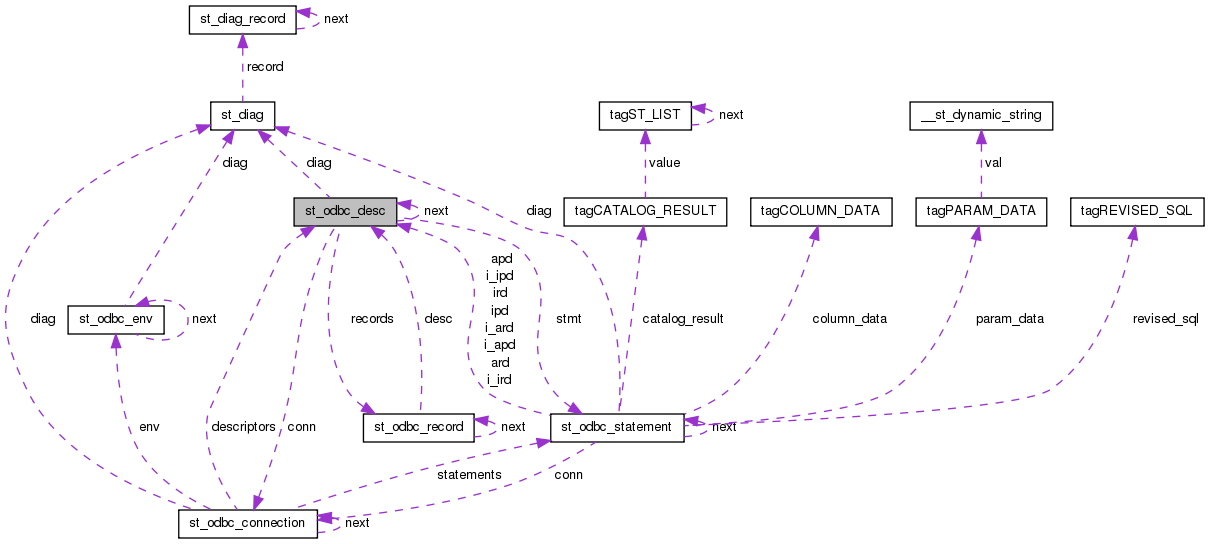 st_diag_record
next
record
st_diag
tagST_LIST
next
__st_dynamic_string
diag
diag
value
val
st_odbc_desc
next
diag
tagCATALOG_RESULT
tagCOLUMN_DATA
tagPARAM_DATA
tagREVISED_SQL
apd
i_ipd
ird
ipd
i_ard
i_apd
ard
i_ird
diag
st_odbc_env
next
records
desc
stmt
catalog_result
column_data
param_data
revised_sql
env
descriptors
conn
st_odbc_record
next
st_odbc_statement
next
statements
conn
st_odbc_connection
next